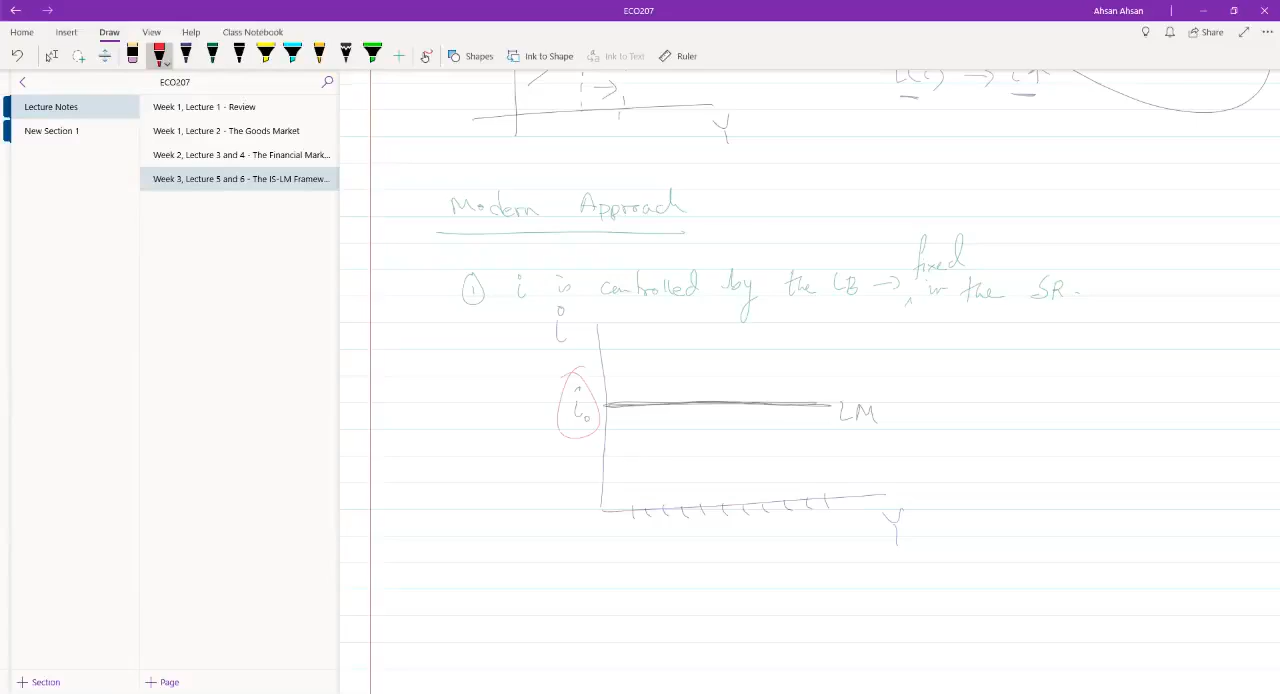 ECO207
Ahsan Ahsan
Home Insert Draw View Help Class Notebook
Share
Shapes Ink to Shape Ink to Text Ruler
ECO207
Lecture Notes
New Section 1
Week 1, Lecture 1 - Review
Week 1, Lecture 2 - The Goods Market
Week 2, Lecture 3 and 4 - The Financial Mark...
Week 3, Lecture 5 and 6 - The IS-LM Framew...
L(i) → i↑
i →
Y
Modern Approach
fixed
① i is controlled by the CB → ^ in the SR.
i
i₀
LM
Y
+ Section
+ Page